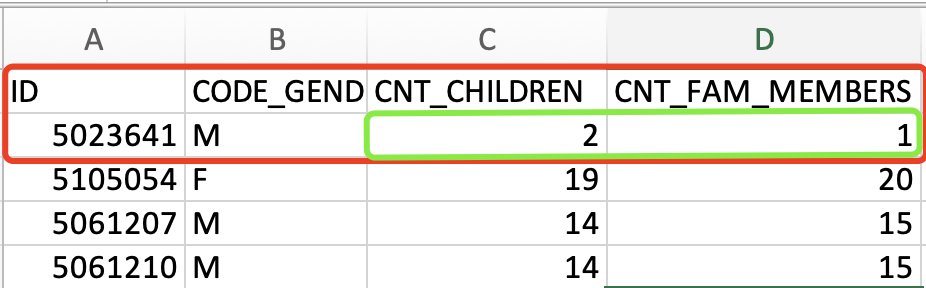 A B C D
ID CODE_GEND CNT_CHILDREN CNT_FAM_MEMBERS
5023641 M 2 1
5105054 F 19 20
5061207 M 14 15
5061210 M 14 15